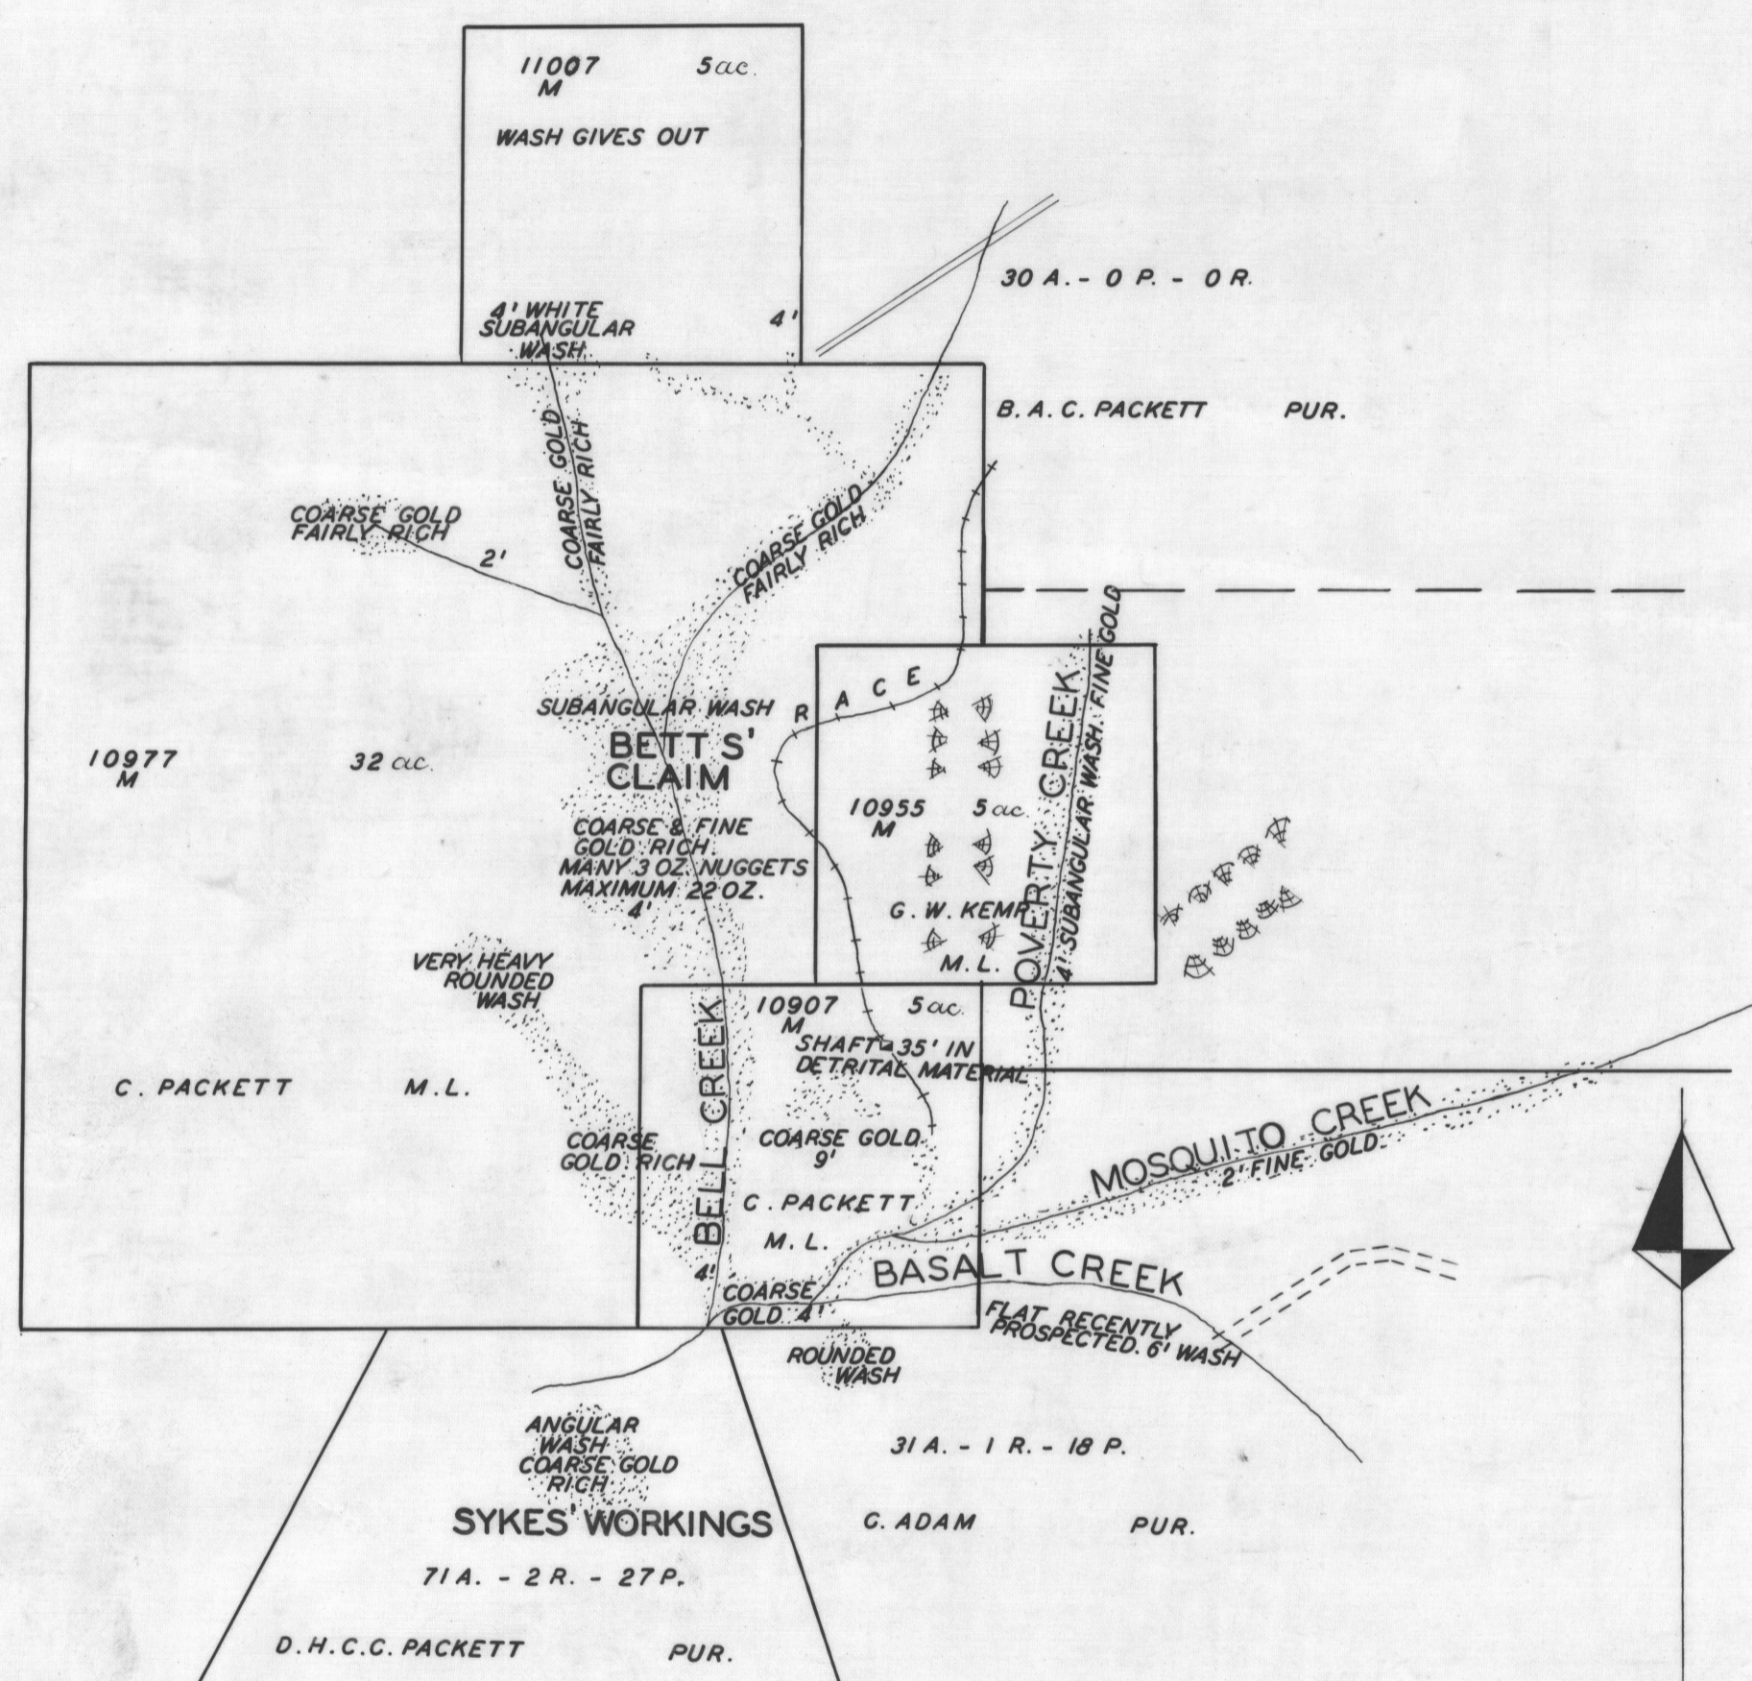 11007 5 ac.
M
WASH GIVES OUT
4' WHITE
SUBANGULAR
WASH
4'
30 A. - 0 P. - 0 R.
B. A. C. PACKETT PUR.
COARSE GOLD
FAIRLY RICH
COARSE GOLD
FAIRLY RICH
2'
COARSE GOLD
FAIRLY RICH
RACE
SUBANGULAR WASH
BETTS'
CLAIM
10977 32 ac.
M
COARSE & FINE
GOLD RICH.
MANY 3 OZ. NUGGETS
MAXIMUM 22 OZ.
4'
10955 5 ac.
M
G. W. KEMP
M. L.
POVERTY CREEK
4' SUBANGULAR WASH. FINE GOLD
VERY HEAVY
ROUNDED
WASH
10907 5 ac.
M
SHAFT 35' IN
DETRITAL MATERIAL
C. PACKETT M. L.
BELL CREEK
COARSE
GOLD RICH
COARSE GOLD
9'
C. PACKETT
M. L.
MOSQUITO CREEK
2' FINE GOLD
BASALT CREEK
4'
COARSE
GOLD 4'
FLAT RECENTLY
PROSPECTED. 6' WASH
ROUNDED
WASH
ANGULAR
WASH
COARSE GOLD
RICH
SYKES' WORKINGS
71 A. - 2 R. - 27 P.
D. H. C. C. PACKETT PUR.
31 A. - 1 R. - 18 P.
C. ADAM PUR.